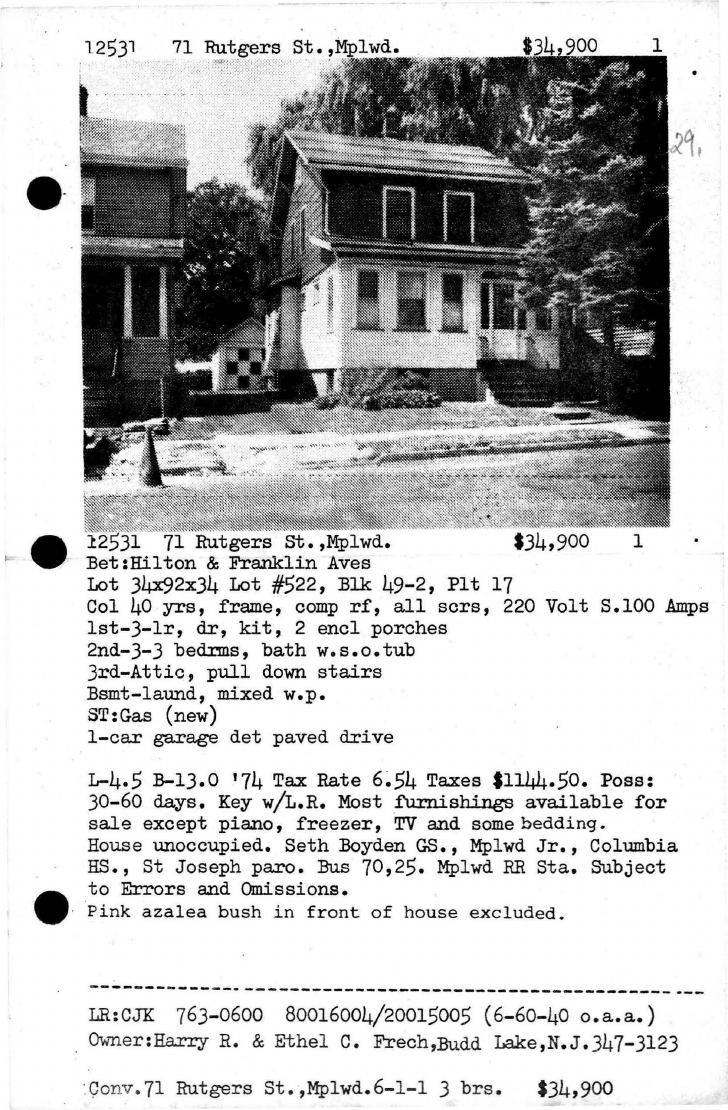 12531 71 Rutgers St.,Mplwd. $34,900 1
29,
12531 71 Rutgers St.,Mplwd. $34,900 1
Bet:Hilton & Franklin Aves
Lot 34x92x34 Lot #522, Blk 49-2, Plt 17
Col 40 yrs, frame, comp rf, all scrs, 220 Volt S.100 Amps
1st-3-lr, dr, kit, 2 encl porches
2nd-3-3 bedrms, bath w.s.o.tub
3rd-Attic, pull down stairs
Bsmt-laund, mixed w.p.
ST:Gas (new)
1-car garage det paved drive
L-4.5 B-13.0 '74 Tax Rate 6.54 Taxes $1144.50. Poss:
30-60 days. Key w/L.R. Most furnishings available for
sale except piano, freezer, TV and some bedding.
House unoccupied. Seth Boyden GS., Mplwd Jr., Columbia
HS., St Joseph paro. Bus 70,25. Mplwd RR Sta. Subject
to Errors and Omissions.
Pink azalea bush in front of house excluded.
LR:CJK 763-0600 80016004/20015005 (6-60-40 o.a.a.)
Owner:Harry R. & Ethel C. Frech,Budd Lake,N.J.347-3123
Conv.71 Rutgers St.,Mplwd.6-1-1 3 brs. $34,900